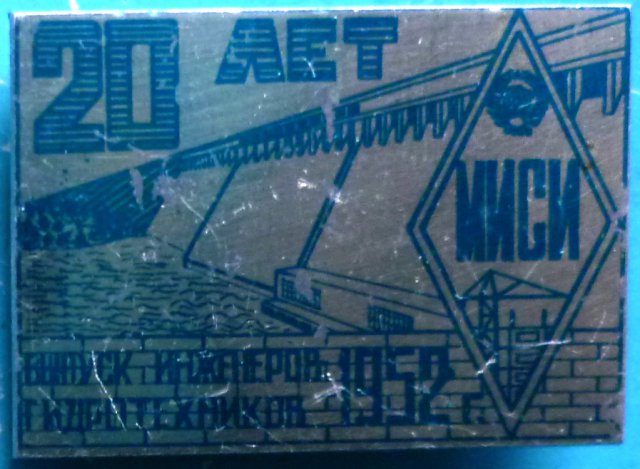 20 ЛЕТ
МИСИ
ВЫПУСК ИНЖЕНЕРОВ
ГИДРОТЕХНИКОВ 1952 г.